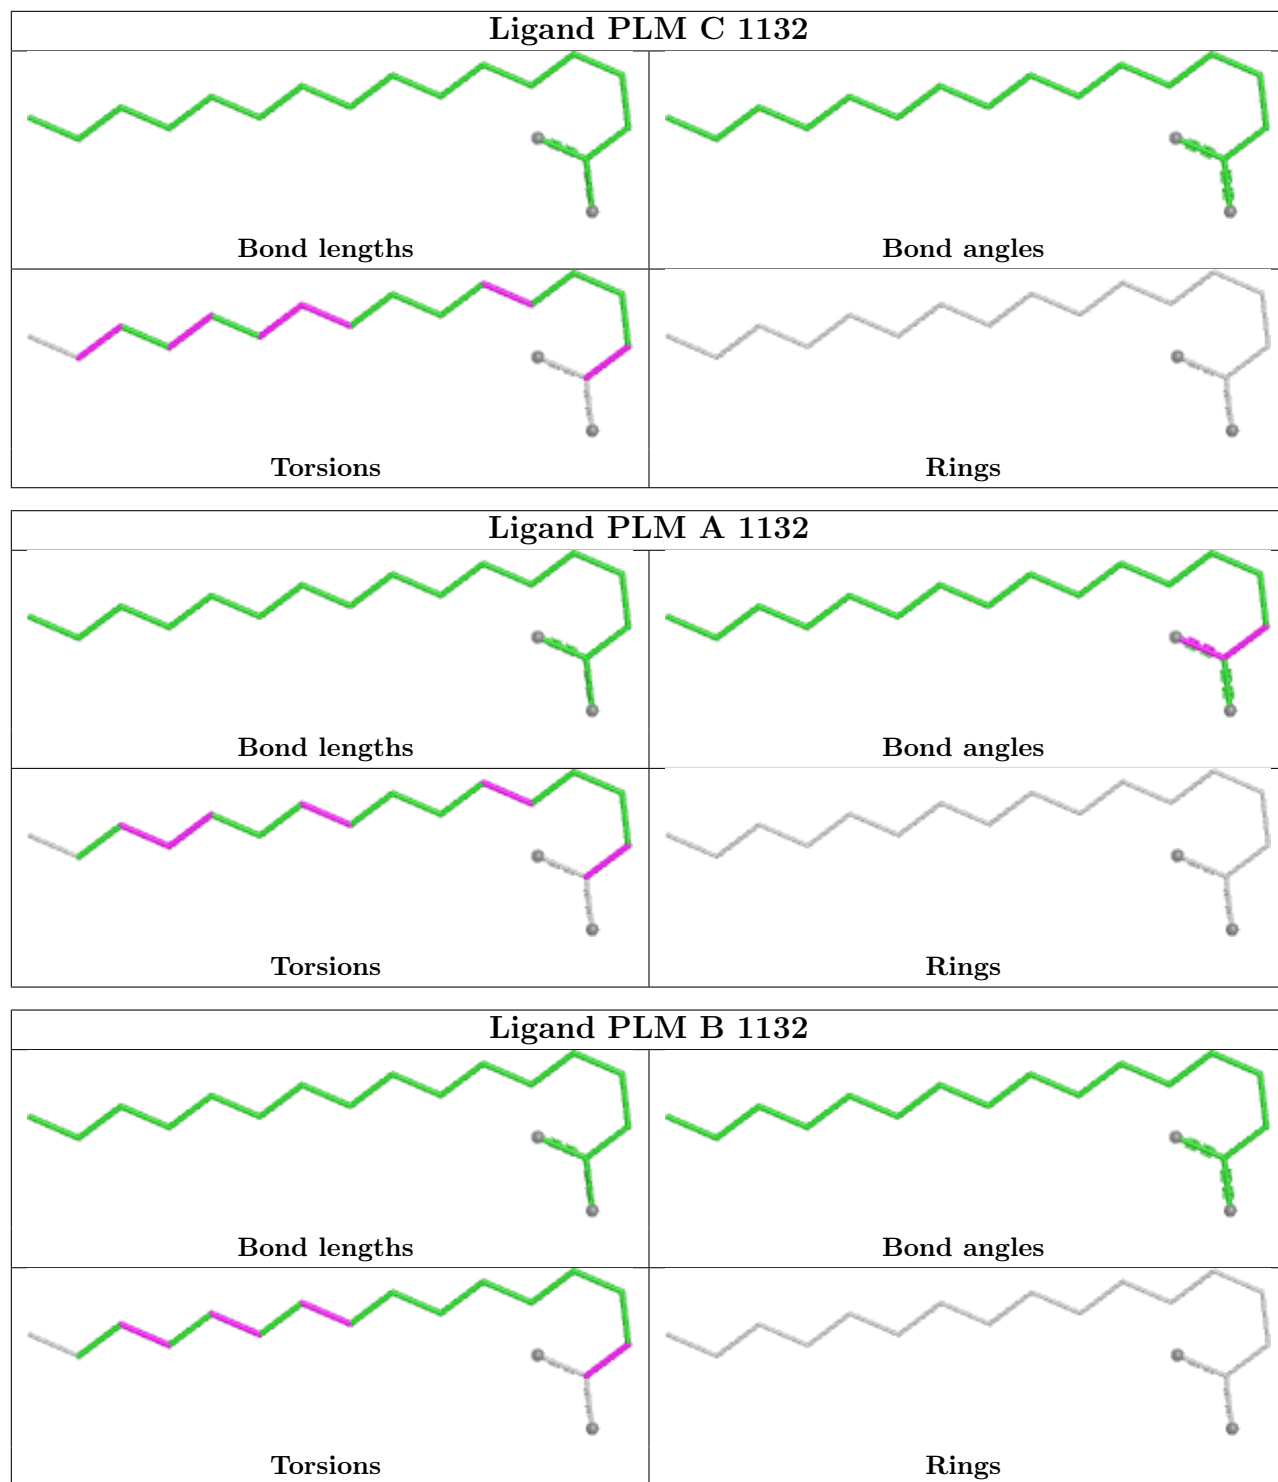 Ligand PLM C 1132
Bond lengths
Bond angles
Torsions
Rings
Ligand PLM A 1132
Bond lengths
Bond angles
Torsions
Rings
Ligand PLM B 1132
Bond lengths
Bond angles
Torsions
Rings